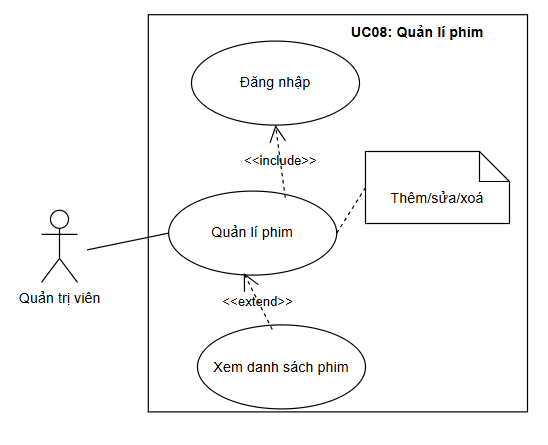 UC08: Quản lí phim
Đăng nhập
<<include>>
Thêm/sửa/xoá
Quản lí phim
Quản trị viên
<<extend>>
Xem danh sách phim